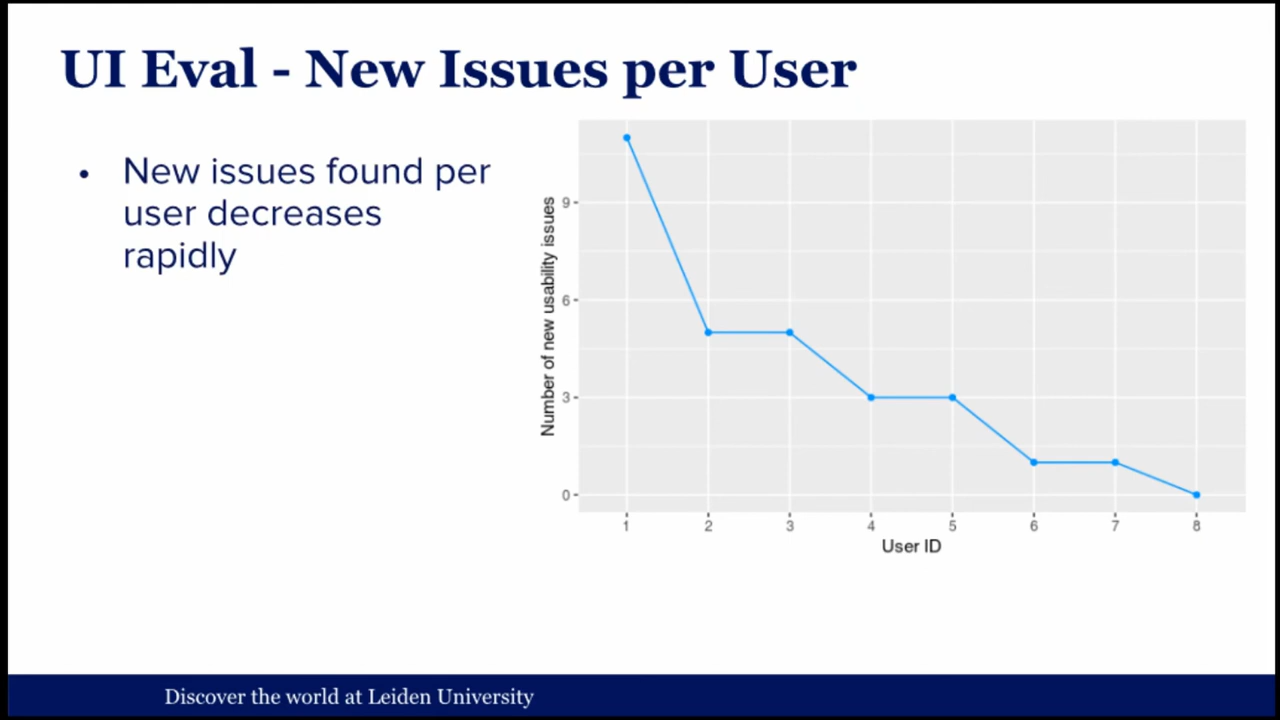 UI Eval - New Issues per User
• New issues found per
user decreases
rapidly
Number of new usability issues
9
6
3
0
1 2 3 4 5 6 7 8
User ID
Discover the world at Leiden University